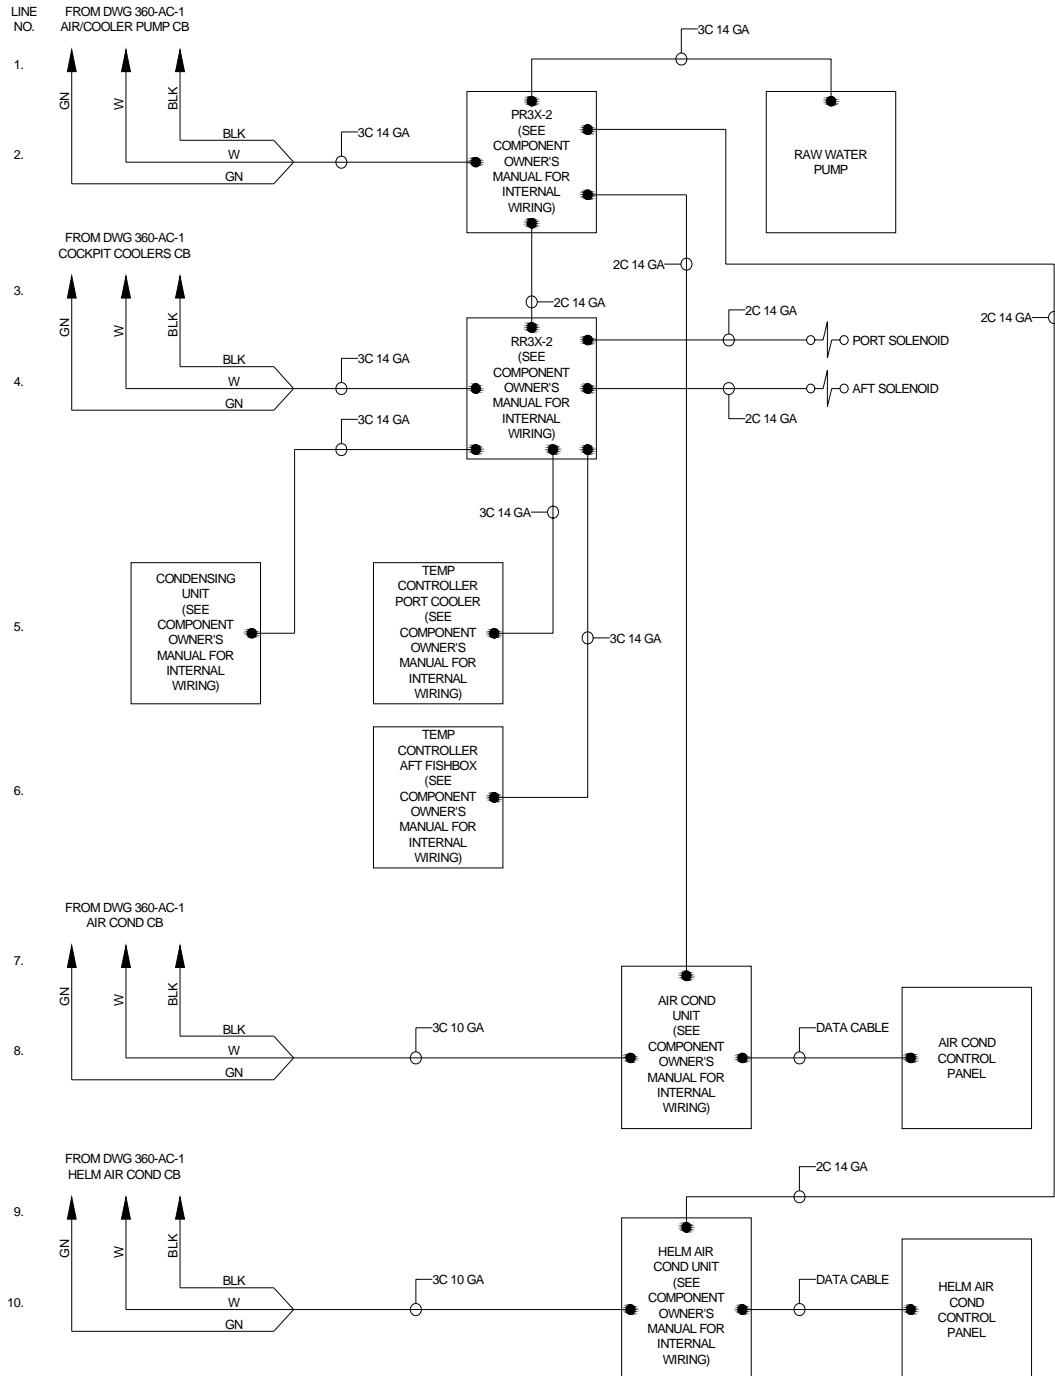 LINE
NO.
FROM DWG 360-AC-1
AIR/COOLER PUMP CB
3C 14 GA
1.
GN
W
BLK
PR3X-2
(SEE
COMPONENT
OWNER'S
MANUAL FOR
INTERNAL
WIRING)
RAW WATER
PUMP
2.
BLK
W
GN
3C 14 GA
FROM DWG 360-AC-1
COCKPIT COOLERS CB
2C 14 GA
3.
GN
W
BLK
2C 14 GA
2C 14 GA
2C 14 GA
RR3X-2
(SEE
COMPONENT
OWNER'S
MANUAL FOR
INTERNAL
WIRING)
PORT SOLENOID
4.
BLK
W
GN
3C 14 GA
AFT SOLENOID
3C 14 GA
2C 14 GA
3C 14 GA
5.
CONDENSING
UNIT
(SEE
COMPONENT
OWNER'S
MANUAL FOR
INTERNAL
WIRING)
TEMP
CONTROLLER
PORT COOLER
(SEE
COMPONENT
OWNER'S
MANUAL FOR
INTERNAL
WIRING)
3C 14 GA
6.
TEMP
CONTROLLER
AFT FISHBOX
(SEE
COMPONENT
OWNER'S
MANUAL FOR
INTERNAL
WIRING)
FROM DWG 360-AC-1
AIR COND CB
7.
GN
W
BLK
8.
BLK
W
GN
3C 10 GA
AIR COND
UNIT
(SEE
COMPONENT
OWNER'S
MANUAL FOR
INTERNAL
WIRING)
DATA CABLE
AIR COND
CONTROL
PANEL
FROM DWG 360-AC-1
HELM AIR COND CB
2C 14 GA
9.
GN
W
BLK
10.
BLK
W
GN
3C 10 GA
HELM AIR
COND UNIT
(SEE
COMPONENT
OWNER'S
MANUAL FOR
INTERNAL
WIRING)
DATA CABLE
HELM AIR
COND
CONTROL
PANEL